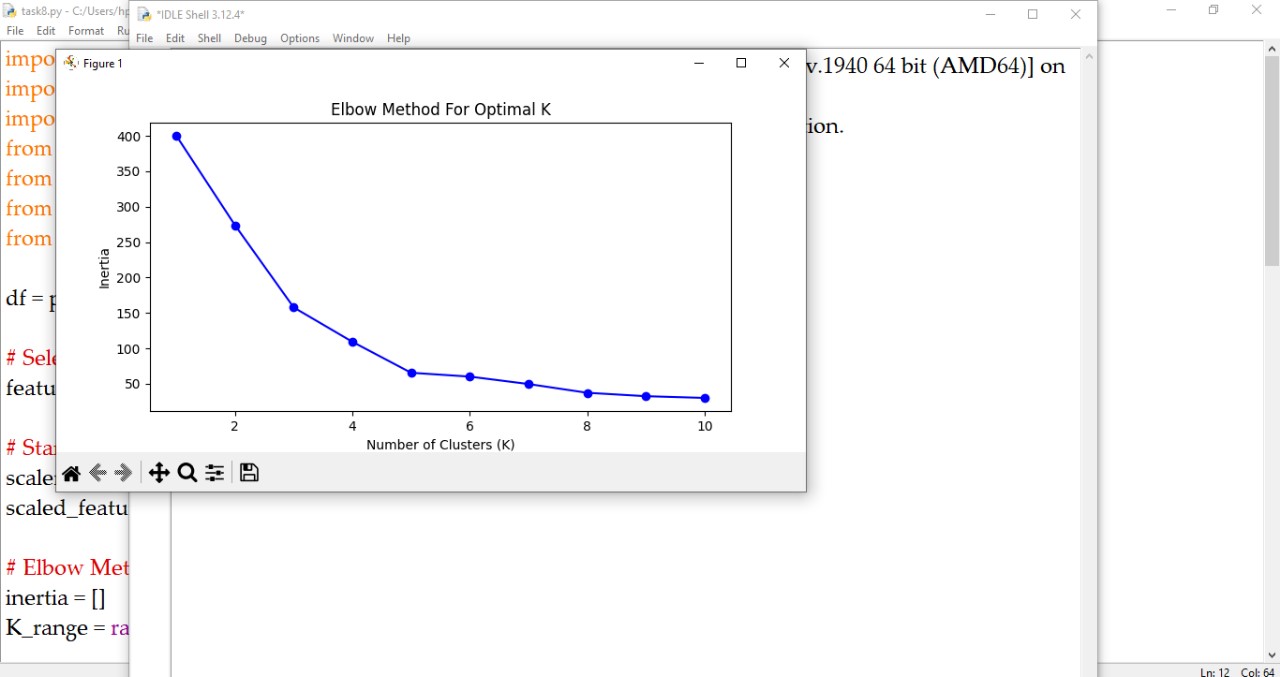 task8.py - C:/Users/hp
File Edit Format Ru
impo
impo
impo
from
from
from
from
df = p
# Sele
featu
# Sta
scale
scaled_featu
# Elbow Met
inertia = []
K_range = ra
*IDLE Shell 3.12.4*
File Edit Shell Debug Options Window Help
v.1940 64 bit (AMD64)] on
ion.
Figure 1
Elbow Method For Optimal K
400
350
300
250
200
150
100
50
Inertia
2 4 6 8 10
Number of Clusters (K)
Ln: 12 Col: 64